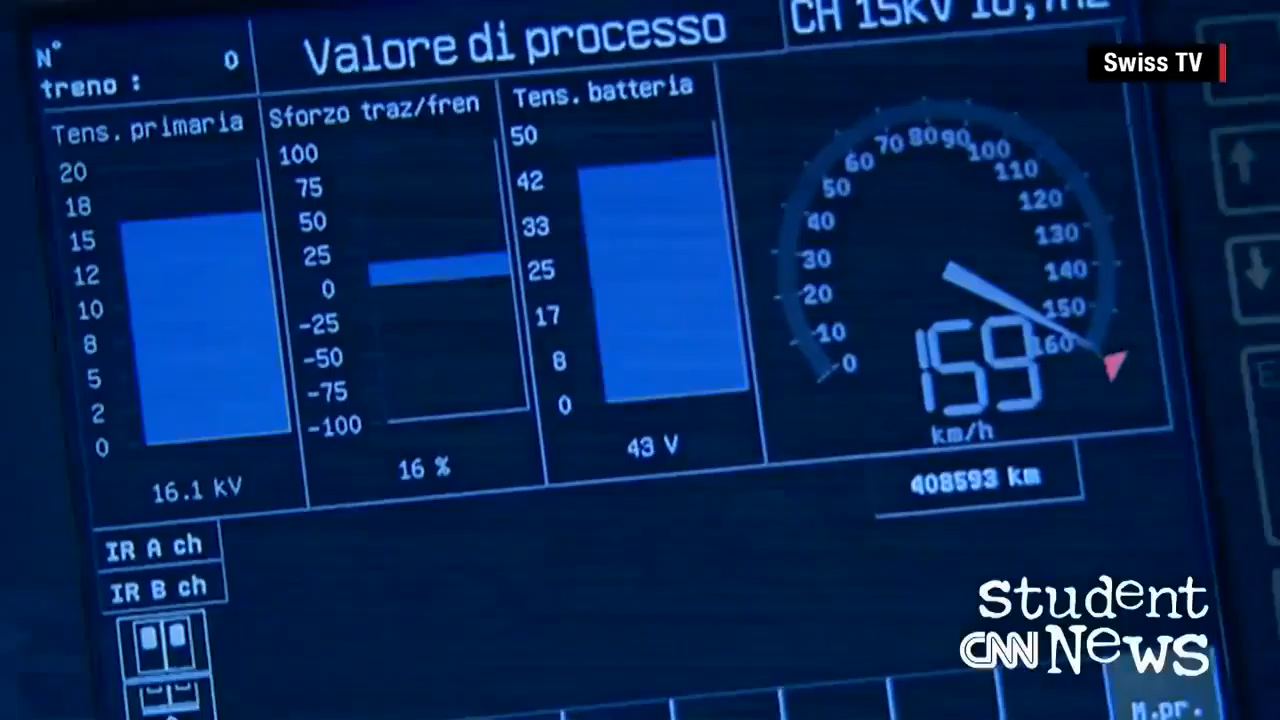 N°
treno : 0
Valore di processo
CH 15kV
Swiss TV
Tens. primaria
20
18
15
12
10
8
5
2
0
16.1 kV
Sforzo traz/fren
100
75
50
25
0
-25
-50
-75
-100
16 %
Tens. batteria
50
42
33
25
17
8
0
43 V
0
10
20
30
40
50
60
70
80
90
100
110
120
130
140
150
160
159
km/h
408593 km
IR A ch
IR B ch
Student
CNN News
M.pr.